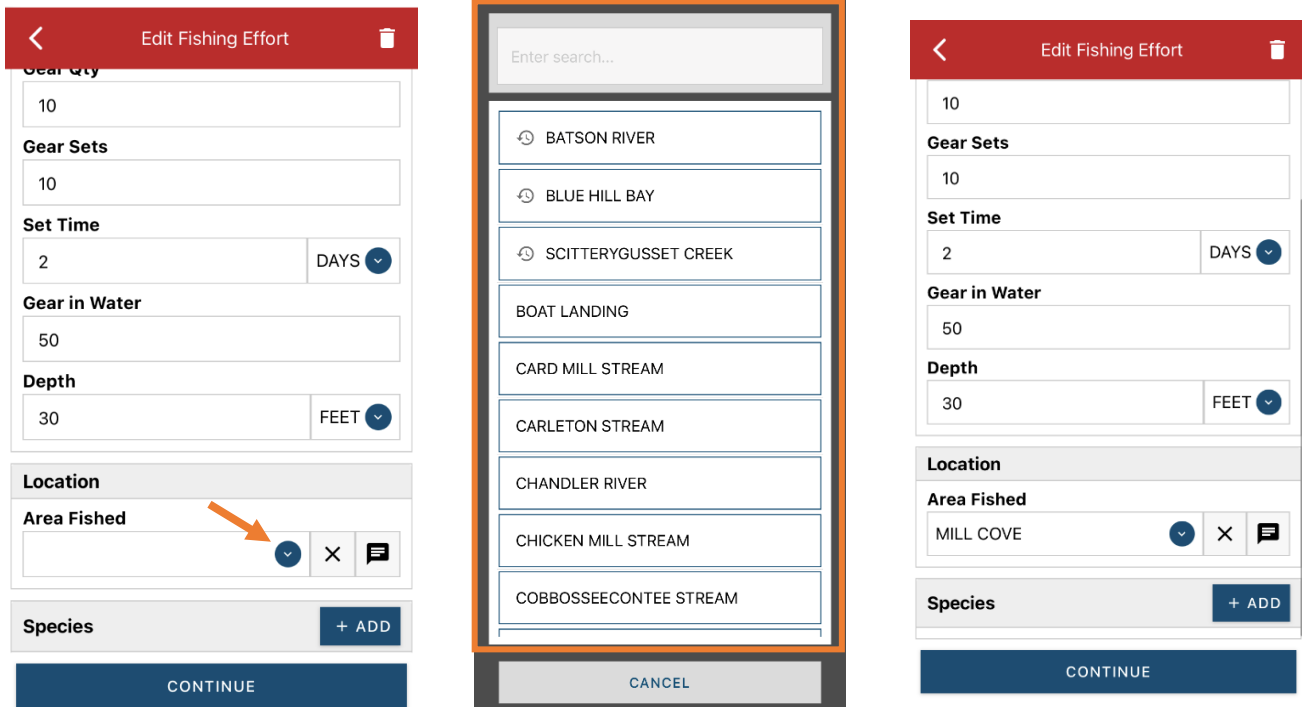 Edit Fishing Effort
Gear Qty
10
Gear Sets
10
Set Time
2 DAYS
Gear in Water
50
Depth
30 FEET
Location
Area Fished
Species + ADD
CONTINUE
Enter search...
BATSON RIVER
BLUE HILL BAY
SCITTERYGUSSET CREEK
BOAT LANDING
CARD MILL STREAM
CARLETON STREAM
CHANDLER RIVER
CHICKEN MILL STREAM
COBBOSSEECONTEE STREAM
CANCEL
Edit Fishing Effort
10
Gear Sets
10
Set Time
2 DAYS
Gear in Water
50
Depth
30 FEET
Location
Area Fished
MILL COVE
Species + ADD
CONTINUE